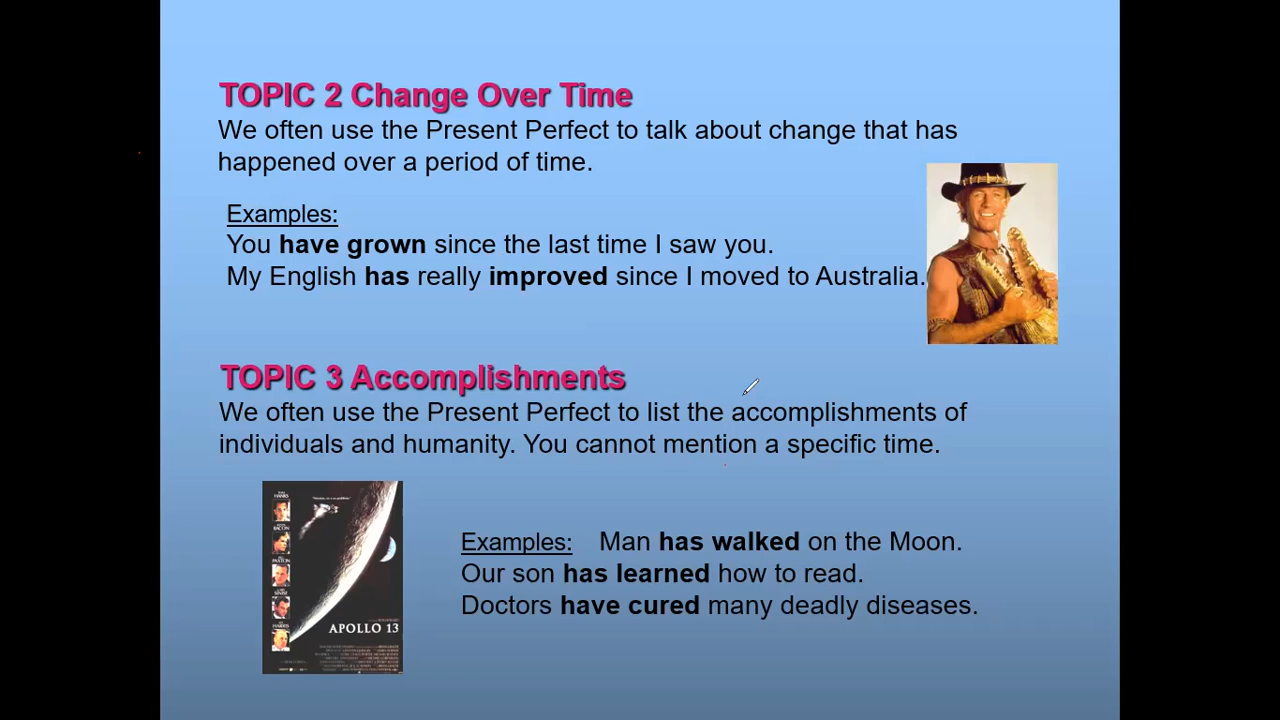 TOPIC 2 Change Over Time
We often use the Present Perfect to talk about change that has
happened over a period of time.
Examples:
You have grown since the last time I saw you.
My English has really improved since I moved to Australia.
TOPIC 3 Accomplishments
We often use the Present Perfect to list the accomplishments of
individuals and humanity. You cannot mention a specific time.
HANKS
BACON
PAXTON
APOLLO 13
Examples: Man has walked on the Moon.
Our son has learned how to read.
Doctors have cured many deadly diseases.